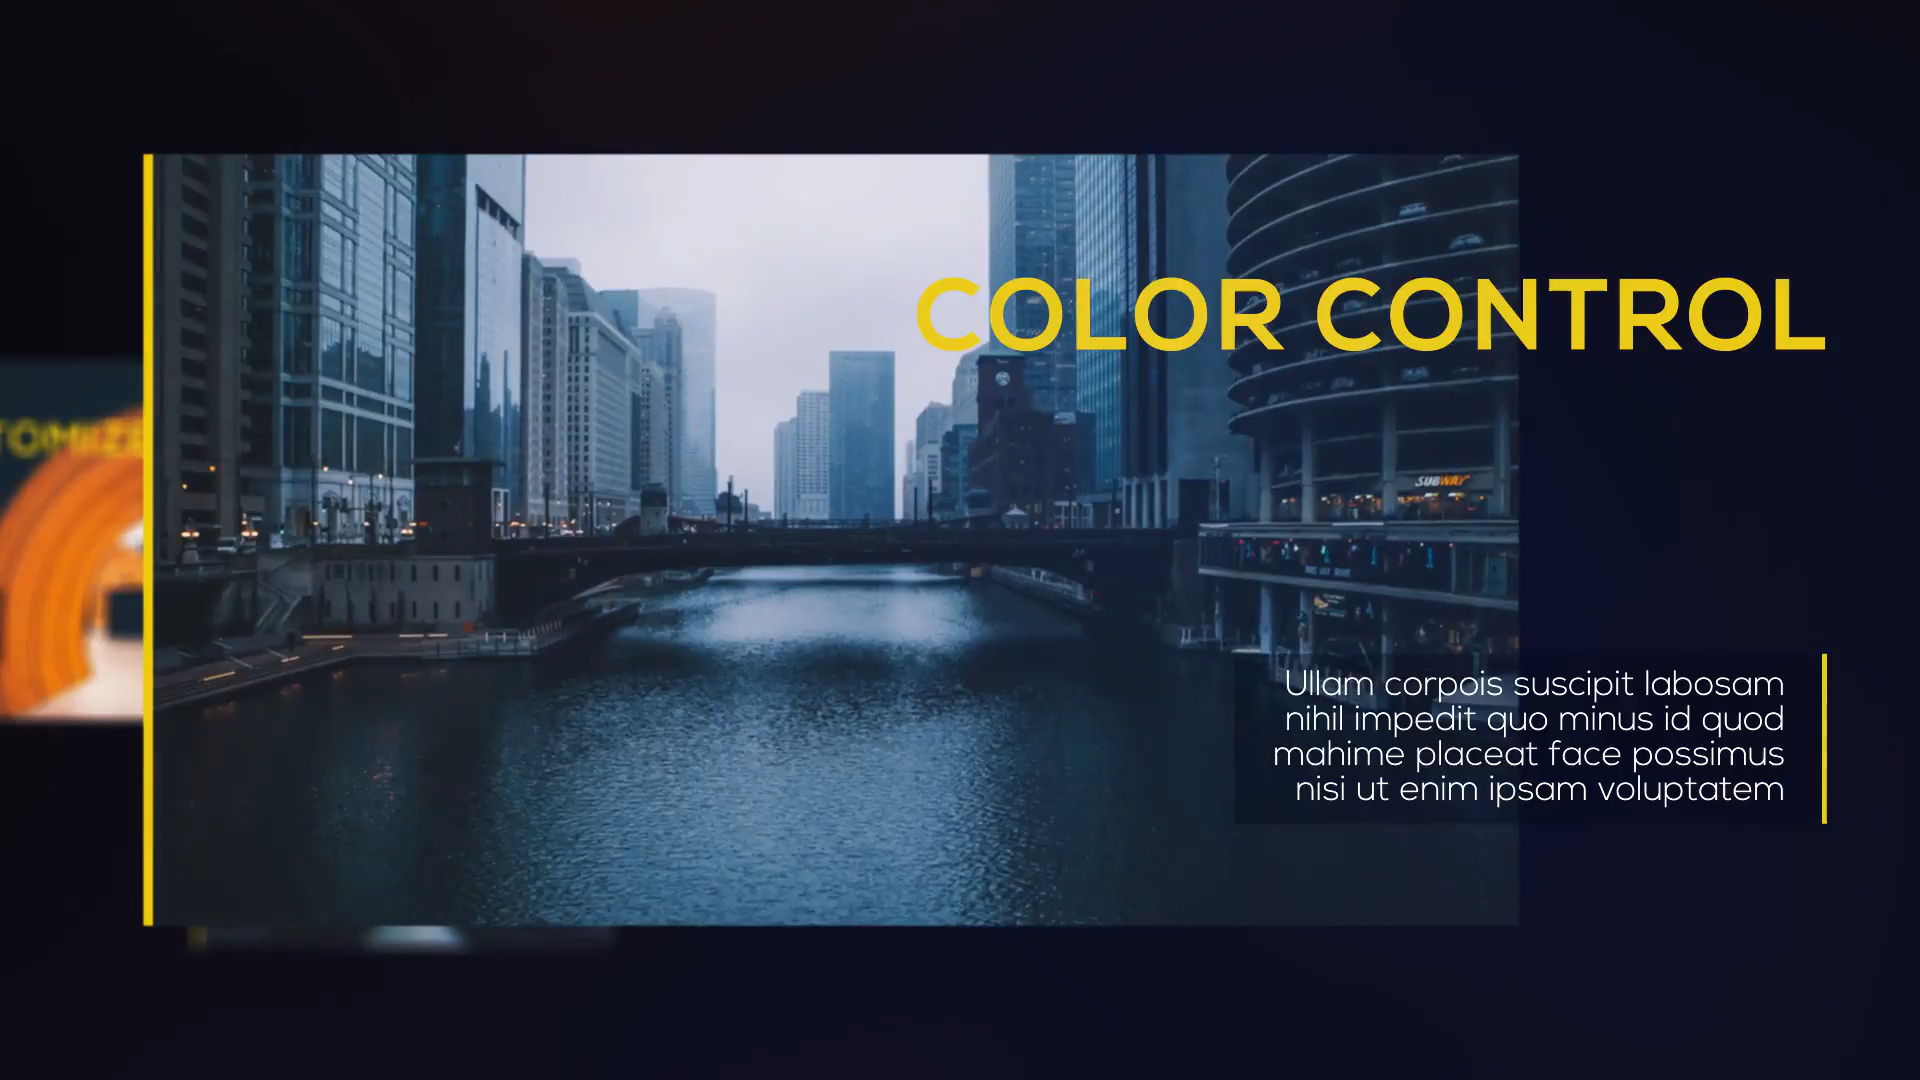 COLOR CONTROL
SUBWAY
Ullam corpois suscipit labosam
nihil impedit quo minus id quod
mahime placeat face possimus
nisi ut enim ipsam voluptatem